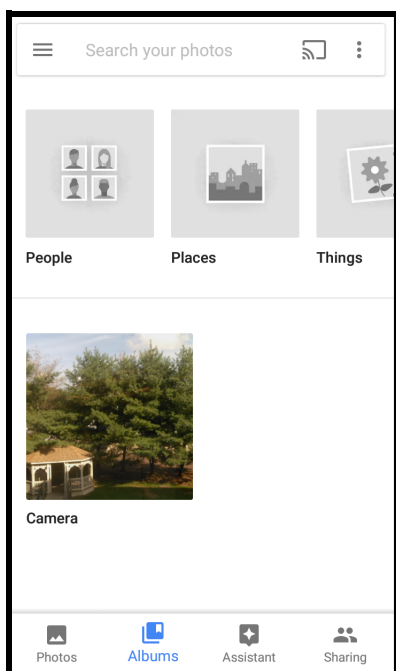 Search your photos
People
Places
Things
Camera
Photos
Albums
Assistant
Sharing